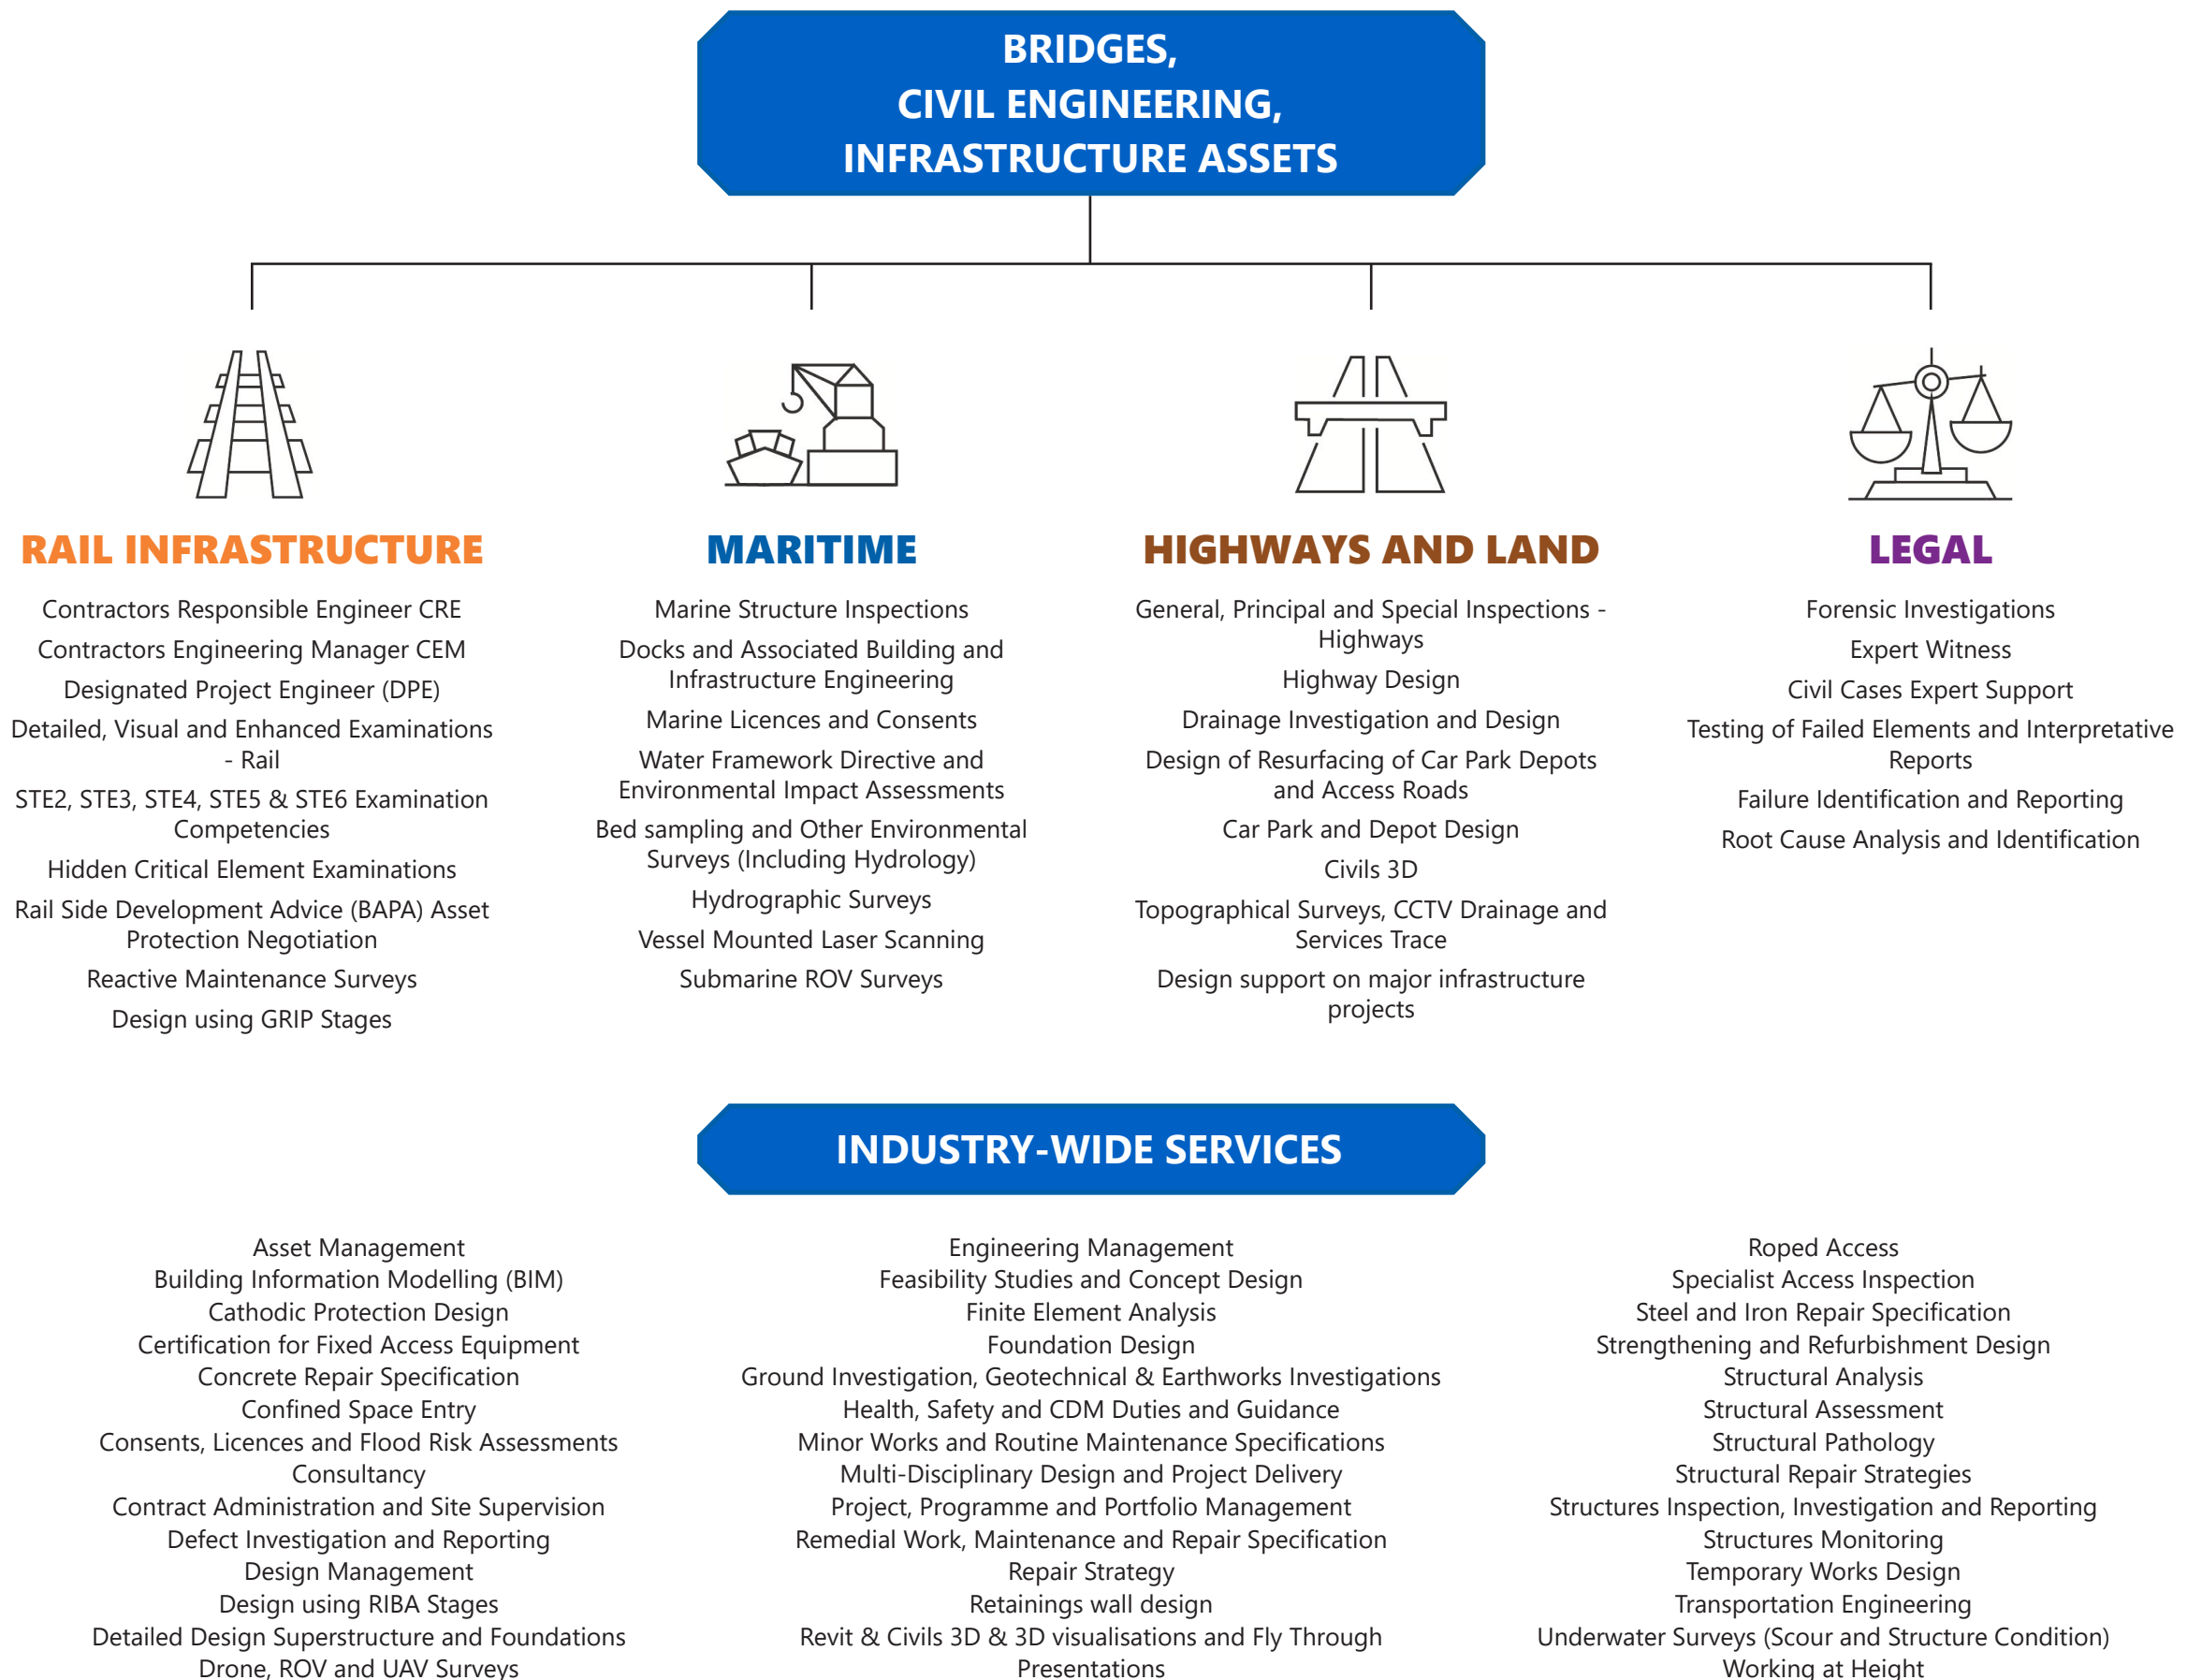 BRIDGES,
CIVIL ENGINEERING,
INFRASTRUCTURE ASSETS
RAIL INFRASTRUCTURE
Contractors Responsible Engineer CRE
Contractors Engineering Manager CEM
Designated Project Engineer (DPE)
Detailed, Visual and Enhanced Examinations
- Rail
STE2, STE3, STE4, STE5 & STE6 Examination
Competencies
Hidden Critical Element Examinations
Rail Side Development Advice (BAPA) Asset
Protection Negotiation
Reactive Maintenance Surveys
Design using GRIP Stages
MARITIME
Marine Structure Inspections
Docks and Associated Building and
Infrastructure Engineering
Marine Licences and Consents
Water Framework Directive and
Environmental Impact Assessments
Bed sampling and Other Environmental
Surveys (Including Hydrology)
Hydrographic Surveys
Vessel Mounted Laser Scanning
Submarine ROV Surveys
HIGHWAYS AND LAND
General, Principal and Special Inspections -
Highways
Highway Design
Drainage Investigation and Design
Design of Resurfacing of Car Park Depots
and Access Roads
Car Park and Depot Design
Civils 3D
Topographical Surveys, CCTV Drainage and
Services Trace
Design support on major infrastructure
projects
LEGAL
Forensic Investigations
Expert Witness
Civil Cases Expert Support
Testing of Failed Elements and Interpretative
Reports
Failure Identification and Reporting
Root Cause Analysis and Identification
INDUSTRY-WIDE SERVICES
Asset Management
Building Information Modelling (BIM)
Cathodic Protection Design
Certification for Fixed Access Equipment
Concrete Repair Specification
Confined Space Entry
Consents, Licences and Flood Risk Assessments
Consultancy
Contract Administration and Site Supervision
Defect Investigation and Reporting
Design Management
Design using RIBA Stages
Detailed Design Superstructure and Foundations
Drone, ROV and UAV Surveys
Engineering Management
Feasibility Studies and Concept Design
Finite Element Analysis
Foundation Design
Ground Investigation, Geotechnical & Earthworks Investigations
Health, Safety and CDM Duties and Guidance
Minor Works and Routine Maintenance Specifications
Multi-Disciplinary Design and Project Delivery
Project, Programme and Portfolio Management
Remedial Work, Maintenance and Repair Specification
Repair Strategy
Retainings wall design
Revit & Civils 3D & 3D visualisations and Fly Through
Presentations
Roped Access
Specialist Access Inspection
Steel and Iron Repair Specification
Strengthening and Refurbishment Design
Structural Analysis
Structural Assessment
Structural Pathology
Structural Repair Strategies
Structures Inspection, Investigation and Reporting
Structures Monitoring
Temporary Works Design
Transportation Engineering
Underwater Surveys (Scour and Structure Condition)
Working at Height